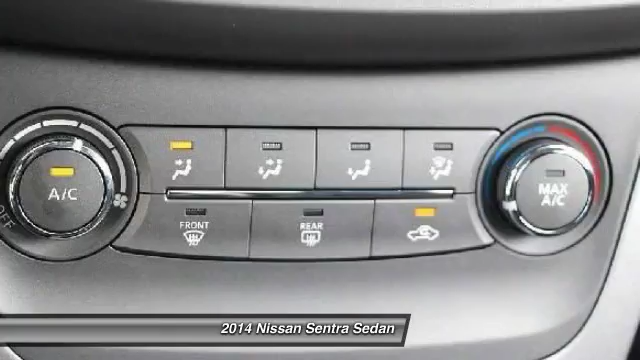 A/C
OFF
MAX
A/C
FRONT
REAR
2014 Nissan Sentra Sedan